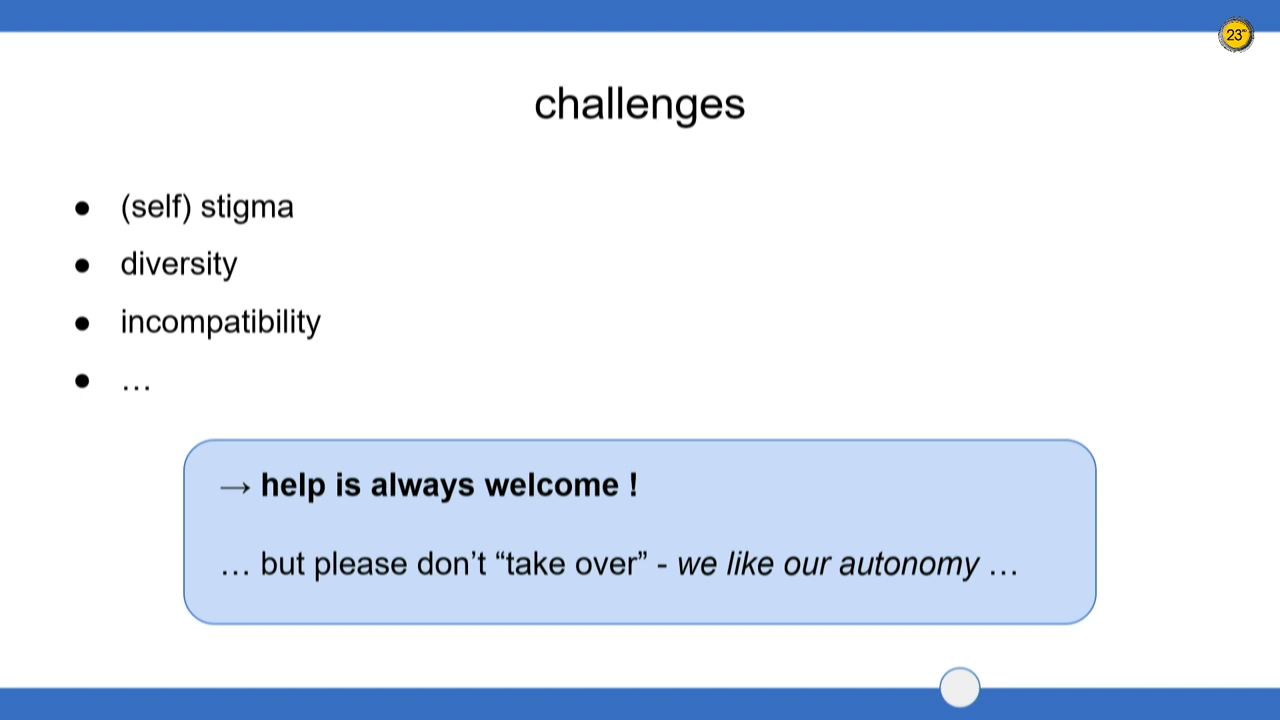 23
challenges
● (self) stigma
● diversity
● incompatibility
● …
→ help is always welcome !
… but please don’t “take over” - we like our autonomy …